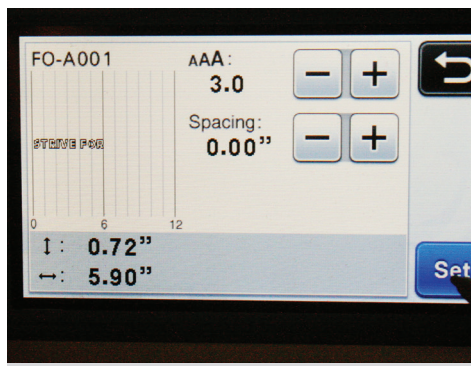 FO-A001
AAA:
3.0
− +
Spacing:
0.00”
− +
STRIVE FOR
0 6 12
↕: 0.72”
↔: 5.90”
Set